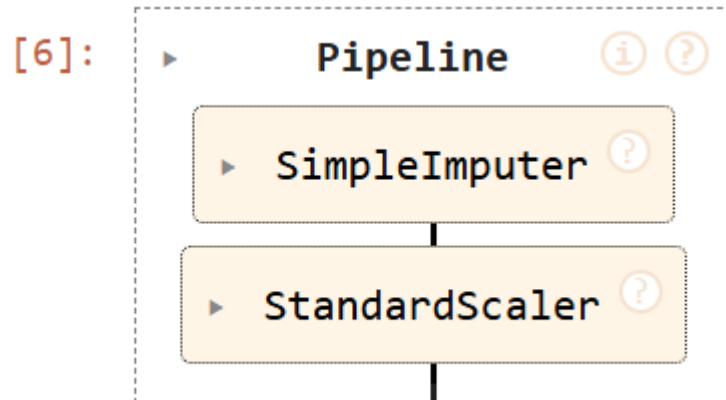 [6]: Pipeline i ?
SimpleImputer ?
StandardScaler ?